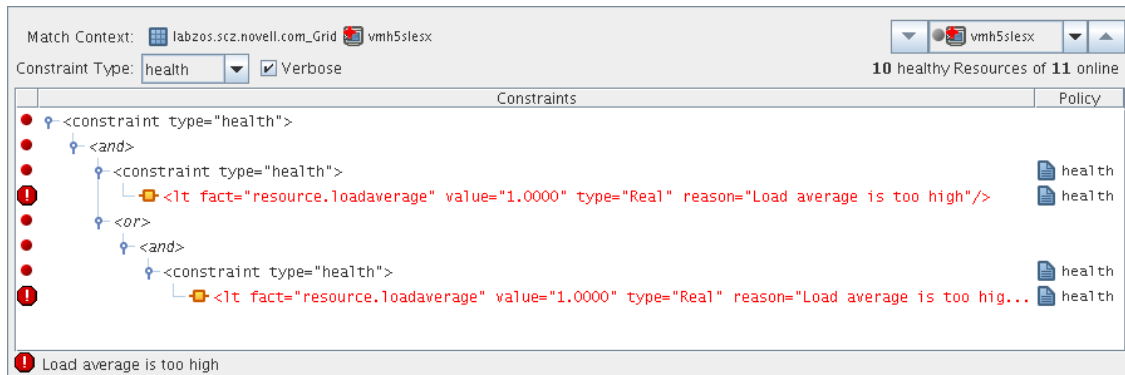 Match Context: labzos.scz.novell.com_Grid vmh5slesx vmh5slesx
Constraint Type: health Verbose 10 healthy Resources of 11 online
Constraints Policy
<constraint type="health">
<and>
<constraint type="health"> health
<lt fact="resource.loadaverage" value="1.0000" type="Real" reason="Load average is too high"/> health
<or>
<and>
<constraint type="health"> health
<lt fact="resource.loadaverage" value="1.0000" type="Real" reason="Load average is too hig... health
Load average is too high